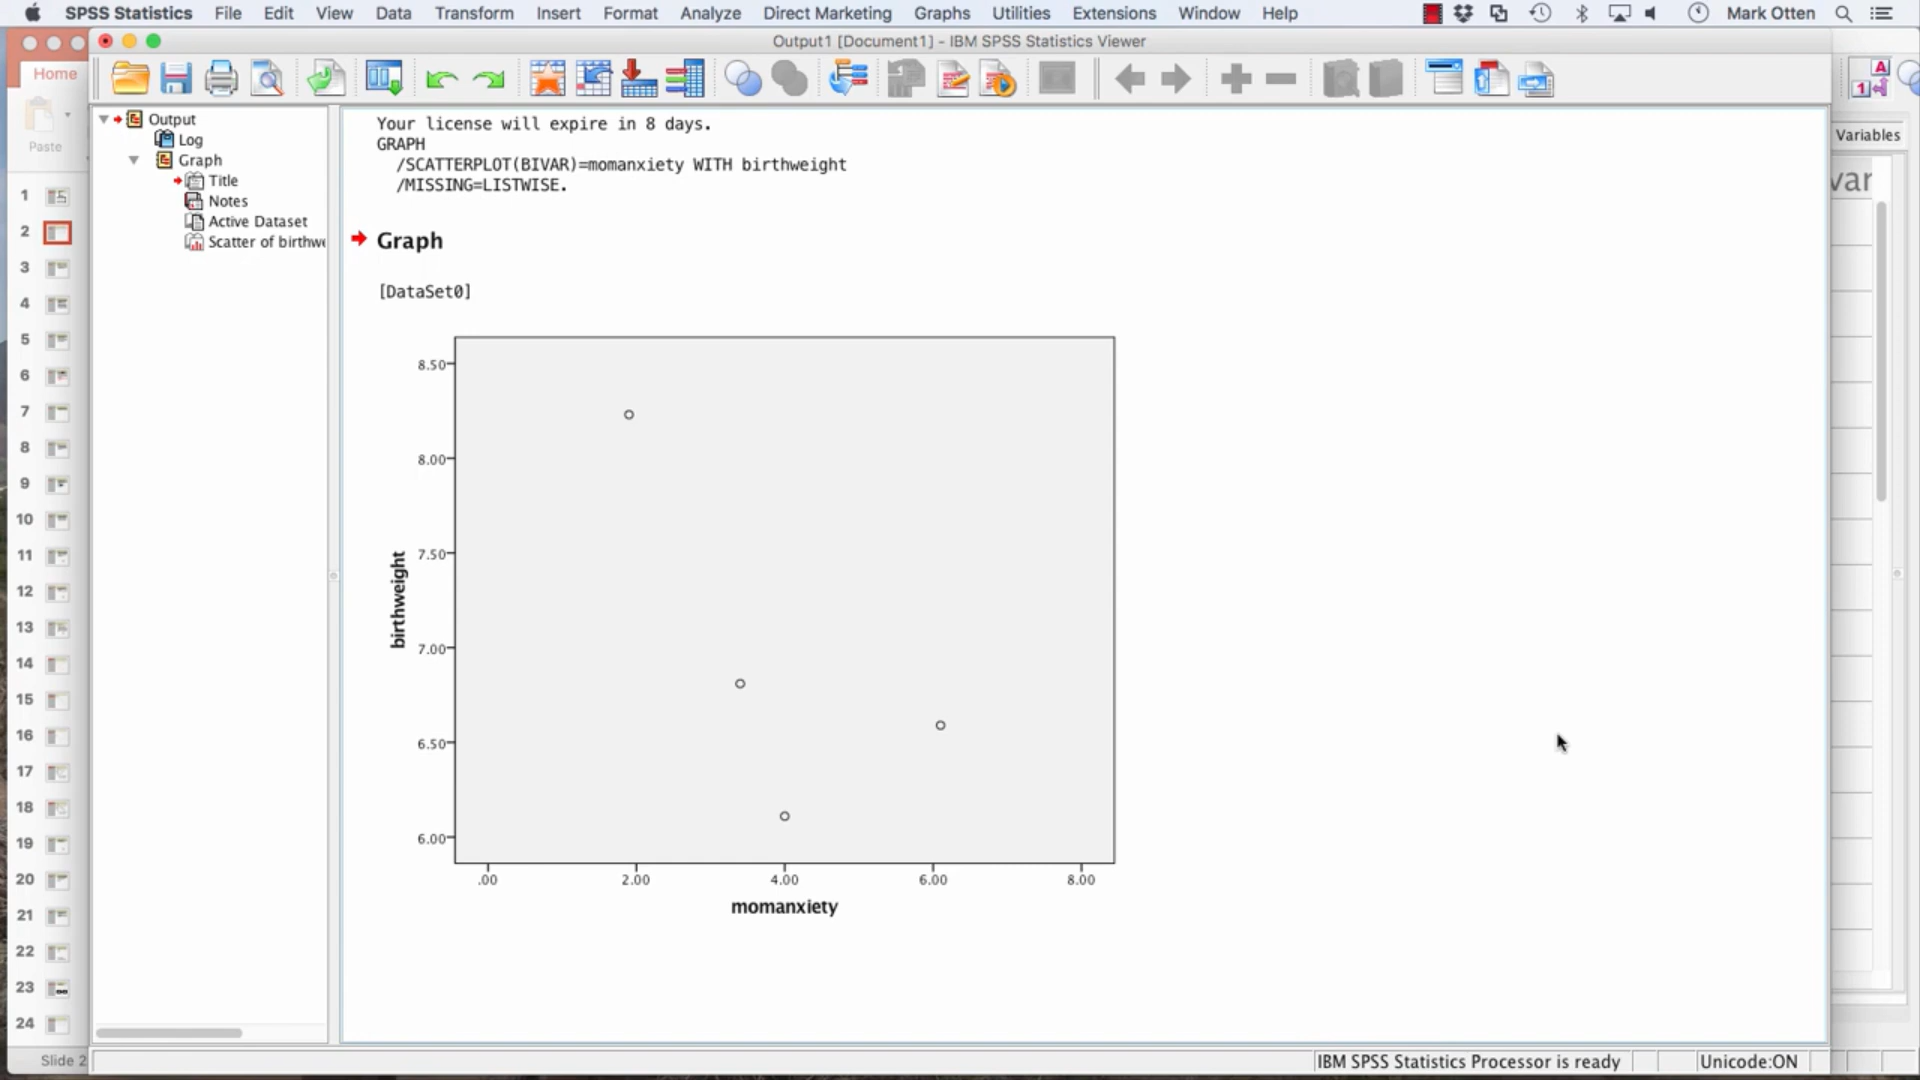 SPSS Statistics File Edit View Data Transform Insert Format Analyze Direct Marketing Graphs Utilities Extensions Window Help Mark Otten
Output1 [Document1] - IBM SPSS Statistics Viewer
Home
Paste
1
2
3
4
5
6
7
8
9
10
11
12
13
14
15
16
17
18
19
20
21
22
23
24
Slide 2
Output
Log
Graph
Title
Notes
Active Dataset
Scatter of birthwe
Your license will expire in 8 days.
GRAPH
/SCATTERPLOT(BIVAR)=momanxiety WITH birthweight
/MISSING=LISTWISE.
Graph
[DataSet0]
8.50
8.00
7.50
7.00
6.50
6.00
birthweight
.00 2.00 4.00 6.00 8.00
momanxiety
A
1
Variables
var
IBM SPSS Statistics Processor is ready Unicode:ON